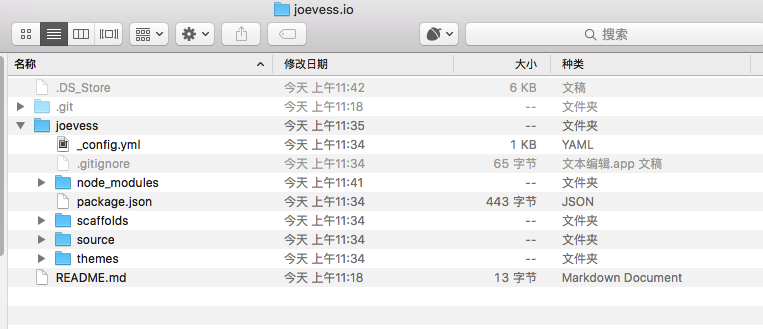 joevess.io
搜索
名称 修改日期 大小 种类
.DS_Store 今天 上午11:42 6 KB 文稿
.git 今天 上午11:18 -- 文件夹
joevess 今天 上午11:35 -- 文件夹
_config.yml 今天 上午11:34 1 KB YAML
.gitignore 今天 上午11:34 65 字节 文本编辑.app 文稿
node_modules 今天 上午11:41 -- 文件夹
package.json 今天 上午11:34 443 字节 JSON
scaffolds 今天 上午11:34 -- 文件夹
source 今天 上午11:34 -- 文件夹
themes 今天 上午11:34 -- 文件夹
README.md 今天 上午11:18 13 字节 Markdown Document